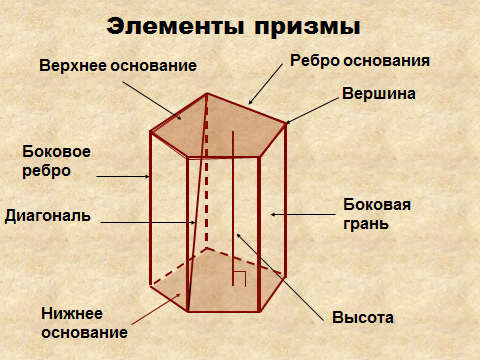 Элементы призмы
Верхнее основание
Ребро основания
Вершина
Боковое
ребро
Диагональ
Боковая
грань
Нижнее
основание
Высота